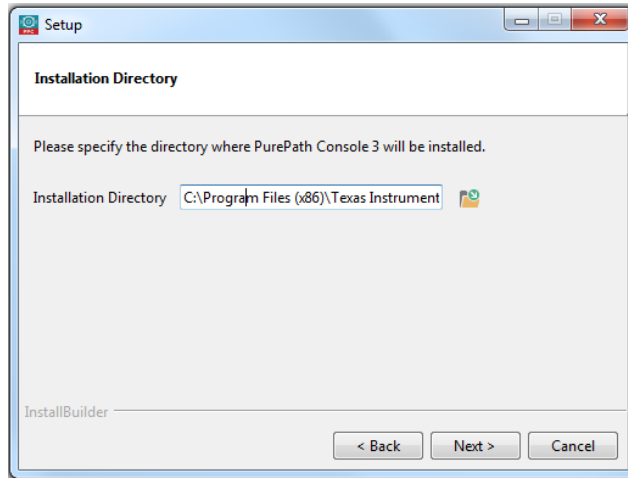 Setup
Installation Directory
Please specify the directory where PurePath Console 3 will be installed.
Installation Directory C:\Program Files (x86)\Texas Instrument
InstallBuilder
< Back Next > Cancel